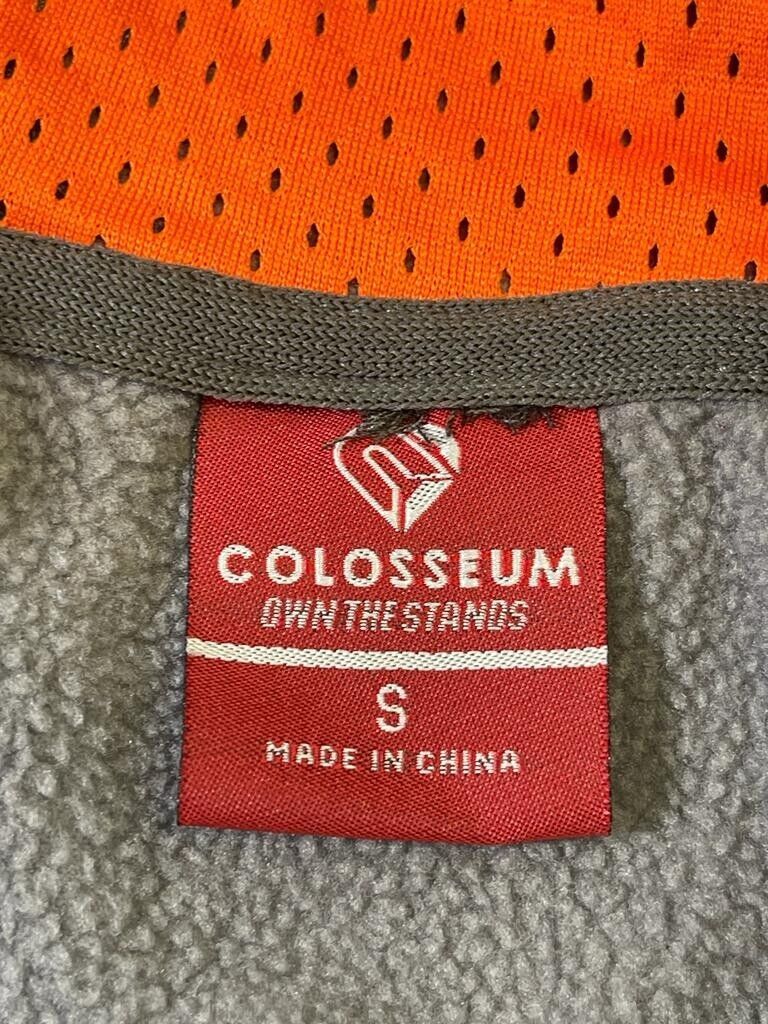 COLOSSEUM
OWN THE STANDS
S
MADE IN CHINA